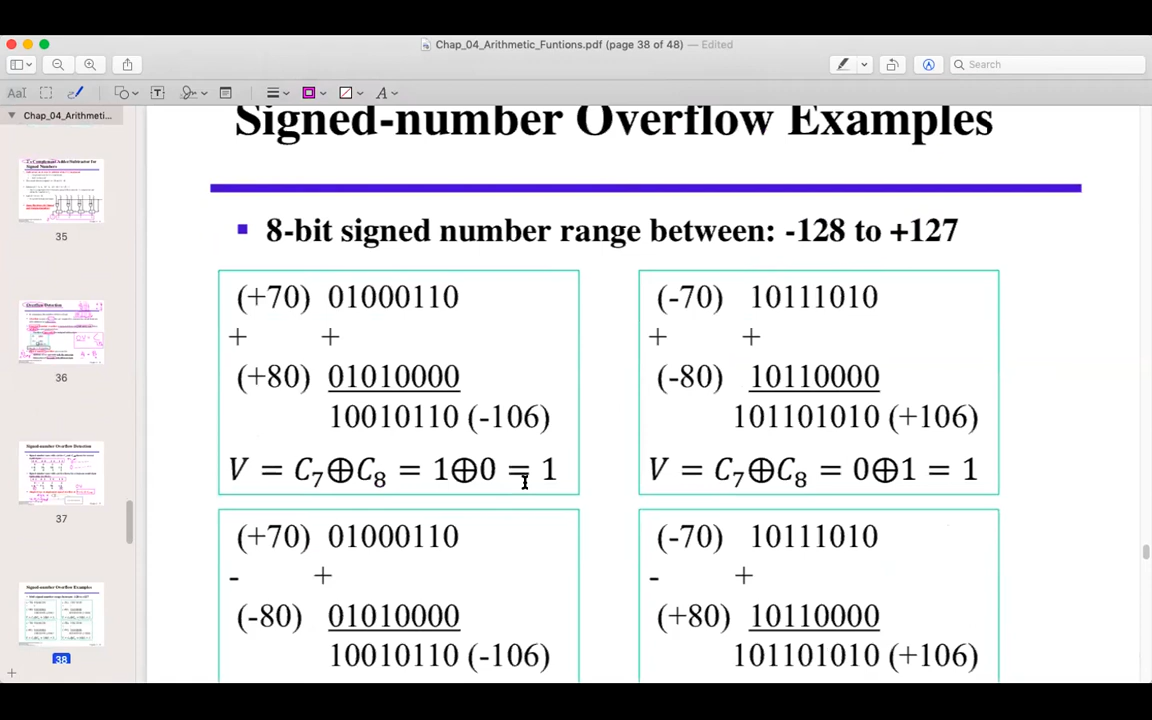 Chap_04_Arithmetic_Funtions.pdf (page 38 of 48) — Edited
Search
Chap_04_Arithmeti...
35
36
37
38
Signed-number Overflow Examples
8-bit signed number range between: -128 to +127
(+70) 01000110
+ +
(+80) 01010000
10010110 (-106)
V = C₇⊕C₈ = 1⊕0 = 1
(-70) 10111010
+ +
(-80) 10110000
101101010 (+106)
V = C₇⊕C₈ = 0⊕1 = 1
(+70) 01000110
- +
(-80) 01010000
10010110 (-106)
(-70) 10111010
- +
(+80) 10110000
101101010 (+106)